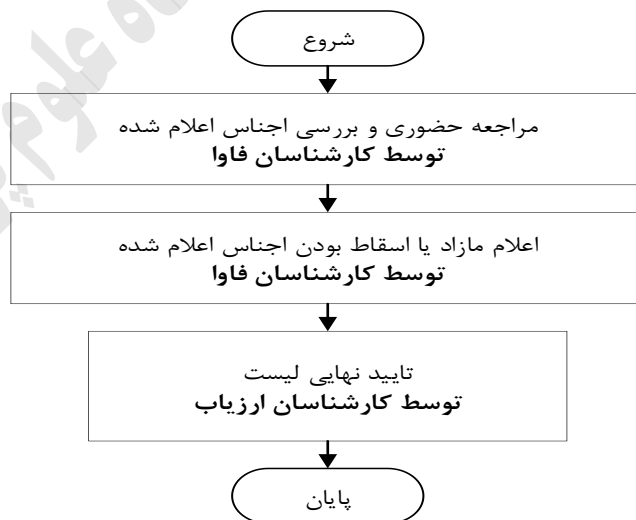 شروع
مراجعه حضوری و بررسی اجناس اعلام شده
توسط کارشناسان فاوا
اعلام مازاد یا اسقاط بودن اجناس اعلام شده
توسط کارشناسان فاوا
تایید نهایی لیست
توسط کارشناسان ارزیاب
پایان
علوم